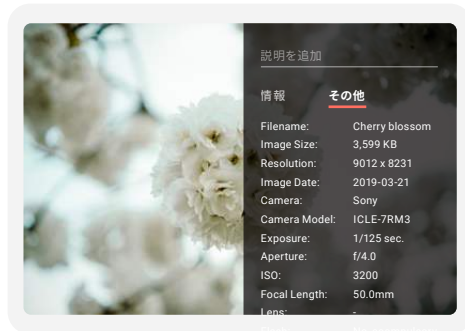 説明を追加
情報 その他
Filename: Cherry blossom
Image Size: 3,599 KB
Resolution: 9012 x 8231
Image Date: 2019-03-21
Camera: Sony
Camera Model: ICLE-7RM3
Exposure: 1/125 sec.
Aperture: f/4.0
ISO: 3200
Focal Length: 50.0mm
Lens: -